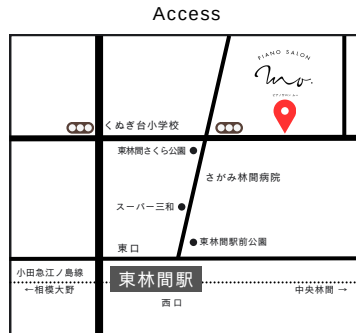 Access
PIANO SALON
mo.
くぬぎ台小学校
東林間さくら公園
さがみ林間病院
スーパー三和
東林間駅前公園
東口
小田急江ノ島線
←相模大野
東林間駅
中央林間 →
西口